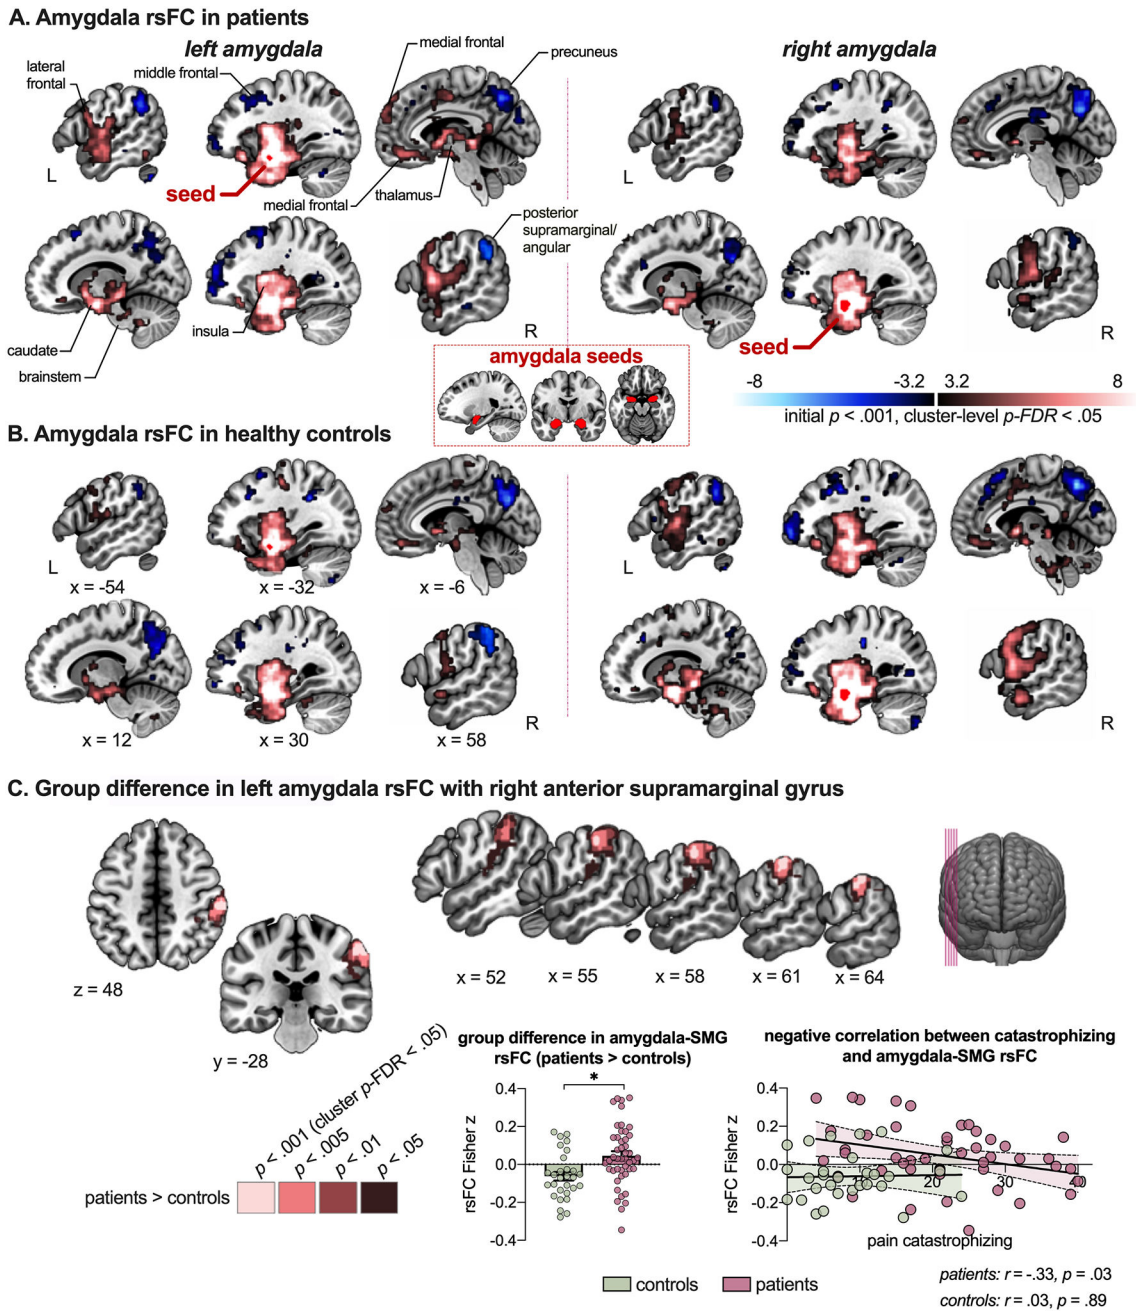 A. Amygdala rsFC in patients
left amygdala
right amygdala
lateral
frontal
middle frontal
medial frontal
precuneus
L
seed
medial frontal
thalamus
L
posterior
supramarginal/
angular
insula
caudate
brainstem
R
seed
R
amygdala seeds
-8
-3.2
3.2
8
initial p < .001, cluster-level p-FDR < .05
B. Amygdala rsFC in healthy controls
L
x = -54
x = -32
x = -6
L
x = 12
x = 30
x = 58
R
R
C. Group difference in left amygdala rsFC with right anterior supramarginal gyrus
z = 48
y = -28
x = 52
x = 55
x = 58
x = 61
x = 64
p < .001 (cluster p-FDR < .05)
p < .005
p < .01
p < .05
patients > controls
group difference in amygdala-SMG
rsFC (patients > controls)
*
0.4
0.2
0.0
-0.2
-0.4
rsFC Fisher z
negative correlation between catastrophizing
and amygdala-SMG rsFC
0.4
0.2
0.0
-0.2
-0.4
rsFC Fisher z
20
30
pain catastrophizing
controls
patients
patients: r = -.33, p = .03
controls: r = .03, p = .89